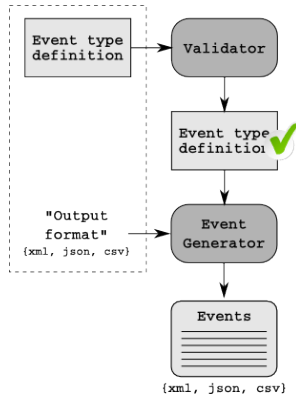 Event type
definition
Validator
Event type
definition
"Output
format"
{xml, json, csv}
Event
Generator
Events
{xml, json, csv}